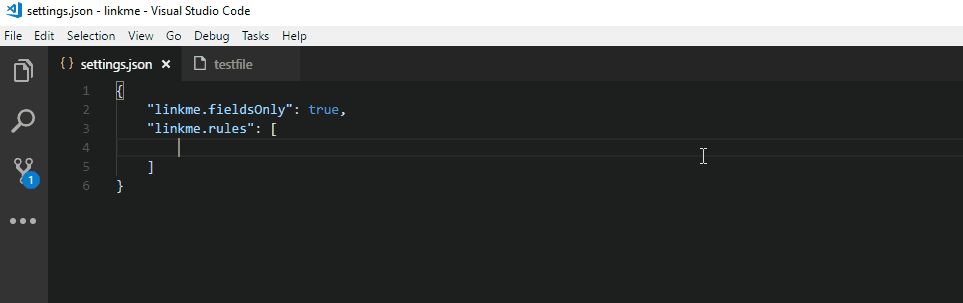 settings.json - linkme - Visual Studio Code
File Edit Selection View Go Debug Tasks Help
{ } settings.json × testfile
1 {
2 "linkme.fieldsOnly": true,
3 "linkme.rules": [
4
5 ]
6 }
1